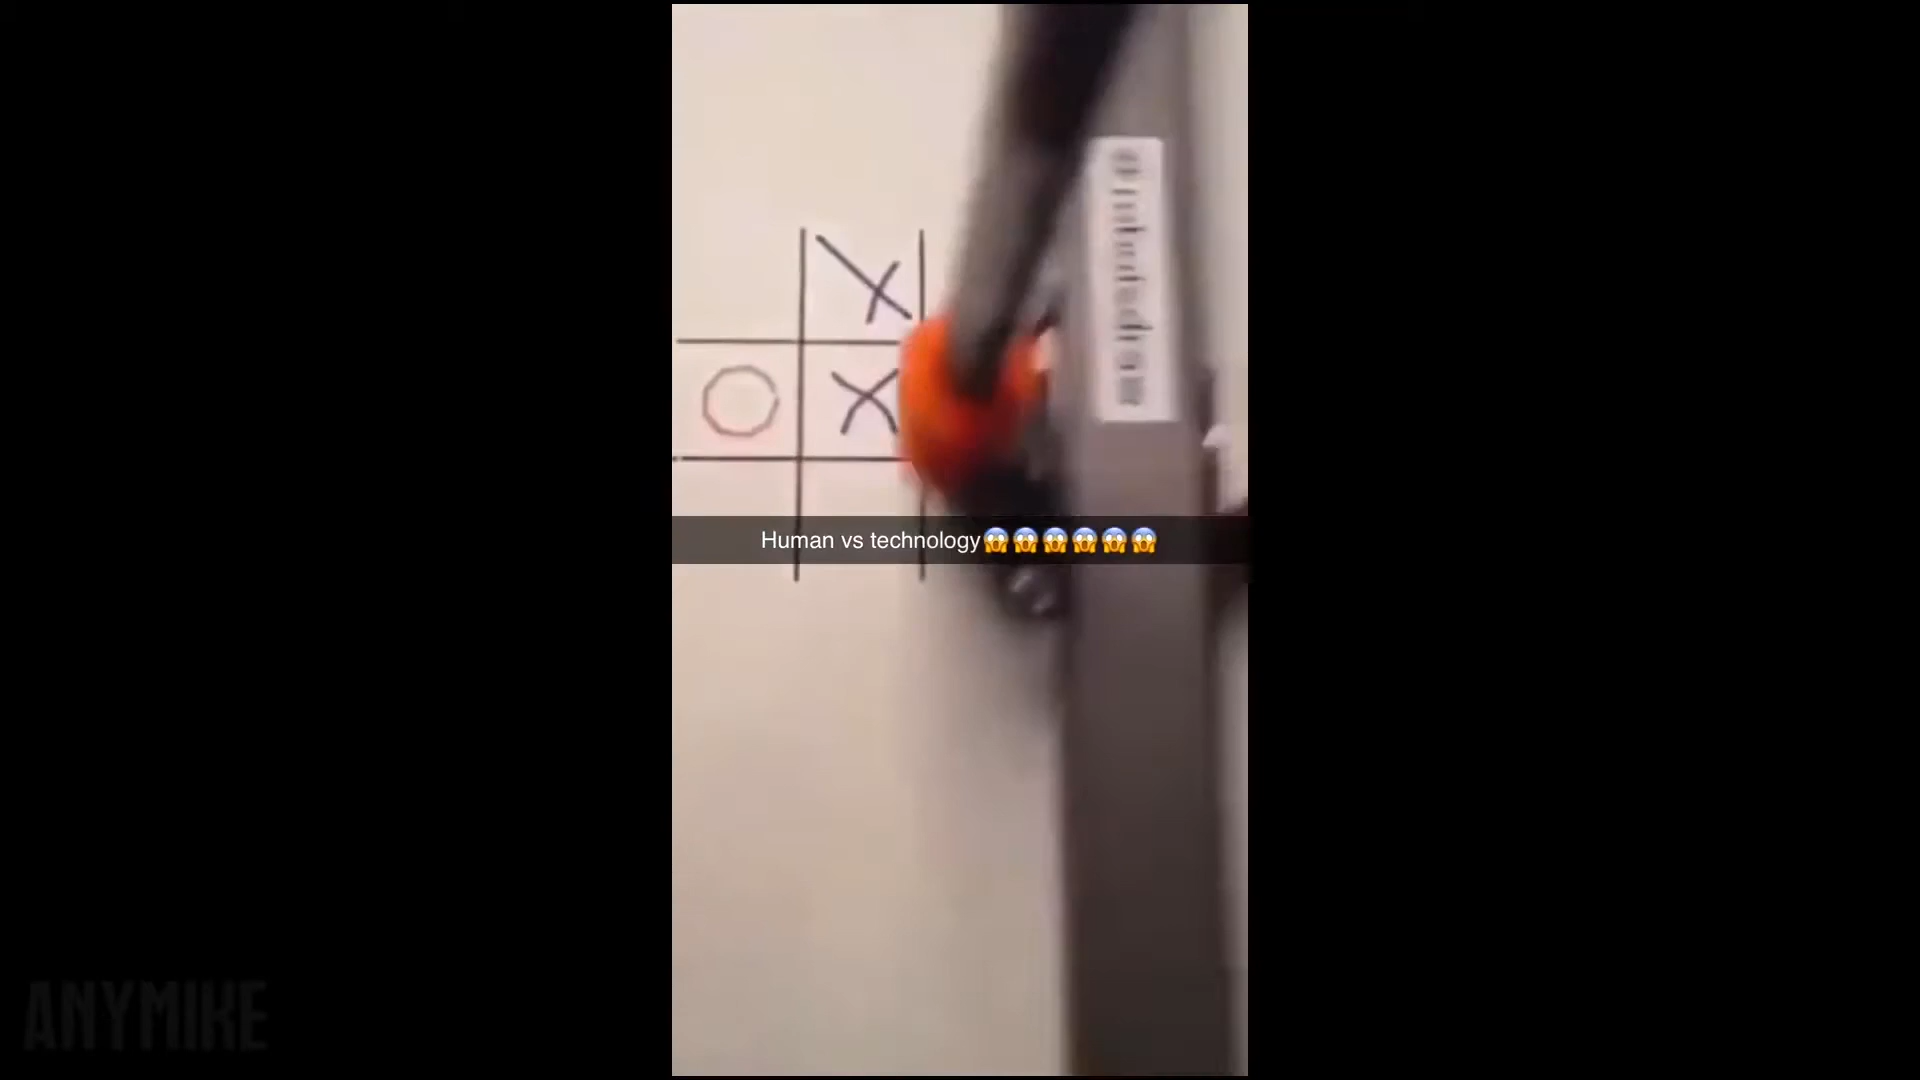 X
O X
Human vs technology😱😱😱😱😱😱
ANYMIKE